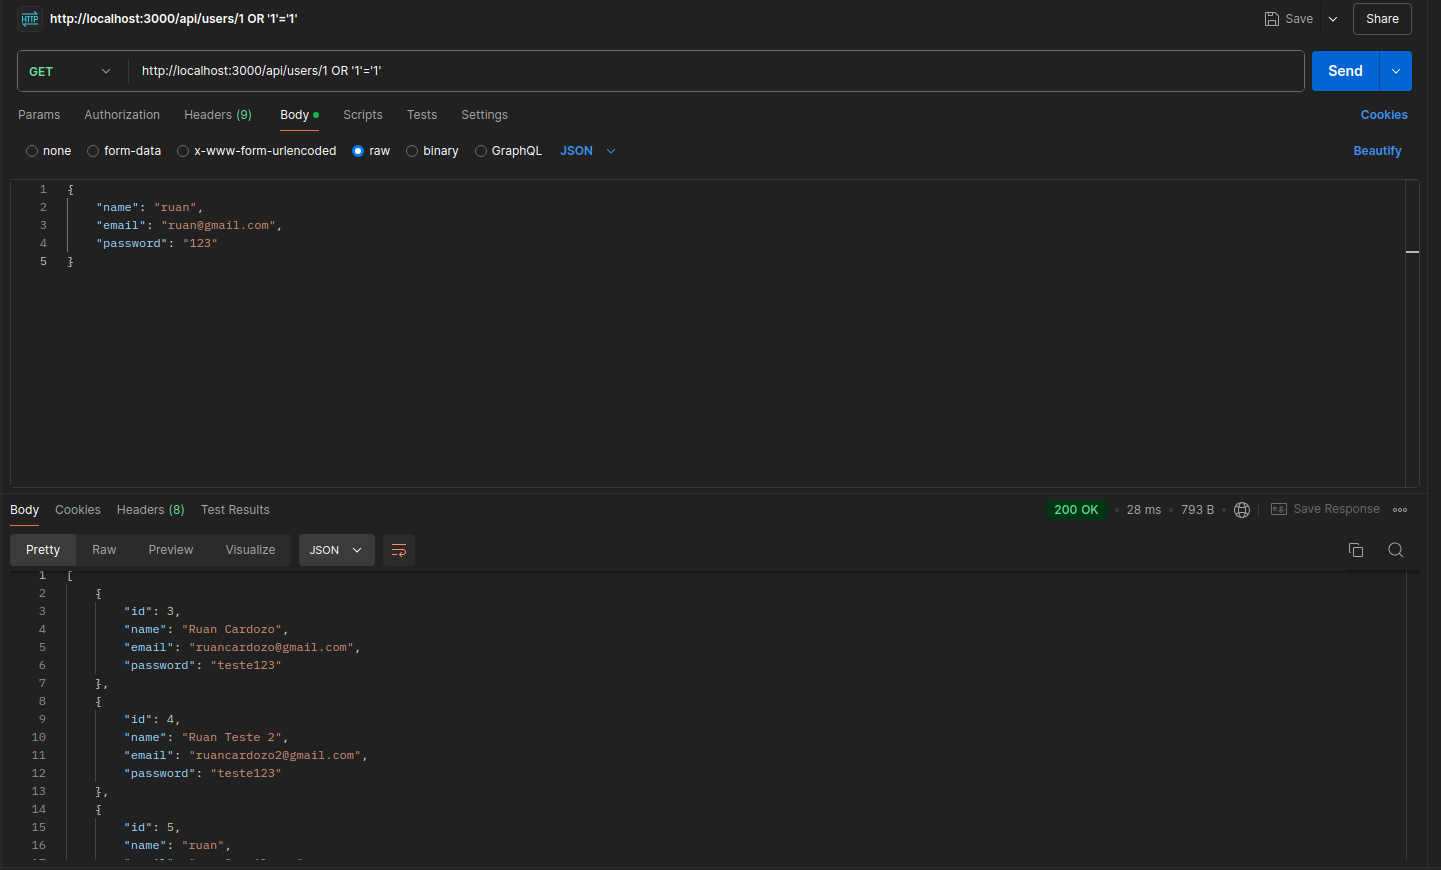 HTTP http://localhost:3000/api/users/1 OR '1'='1' Save Share
GET http://localhost:3000/api/users/1 OR '1'='1' Send
Params Authorization Headers (9) Body Scripts Tests Settings Cookies
none form-data x-www-form-urlencoded raw binary GraphQL JSON Beautify
1 {
2 "name": "ruan",
3 "email": "ruan@gmail.com",
4 "password": "123"
5 }
Body Cookies Headers (8) Test Results 200 OK • 28 ms • 793 B • e.g. Save Response
Pretty Raw Preview Visualize JSON
1 [
2 {
3 "id": 3,
4 "name": "Ruan Cardozo",
5 "email": "ruancardozo@gmail.com",
6 "password": "teste123"
7 },
8 {
9 "id": 4,
10 "name": "Ruan Teste 2",
11 "email": "ruancardozo2@gmail.com",
12 "password": "teste123"
13 },
14 {
15 "id": 5,
16 "name": "ruan",